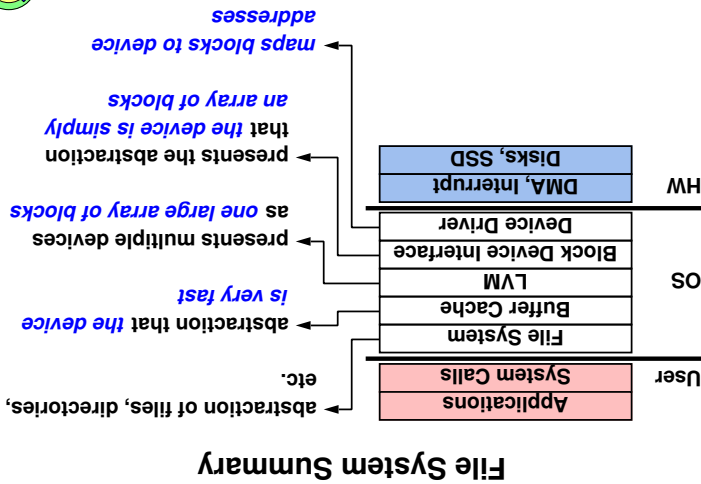 File System Summary
User
Applications
System Calls
OS
File System
Buffer Cache
LVM
Block Device Interface
Device Driver
HW
DMA, Interrupt
Disks, SSD
abstraction of files, directories,
etc.
abstraction that the device
is very fast
presents multiple devices
as one large array of blocks
presents the abstraction
that the device is simply
an array of blocks
maps blocks to device
addresses